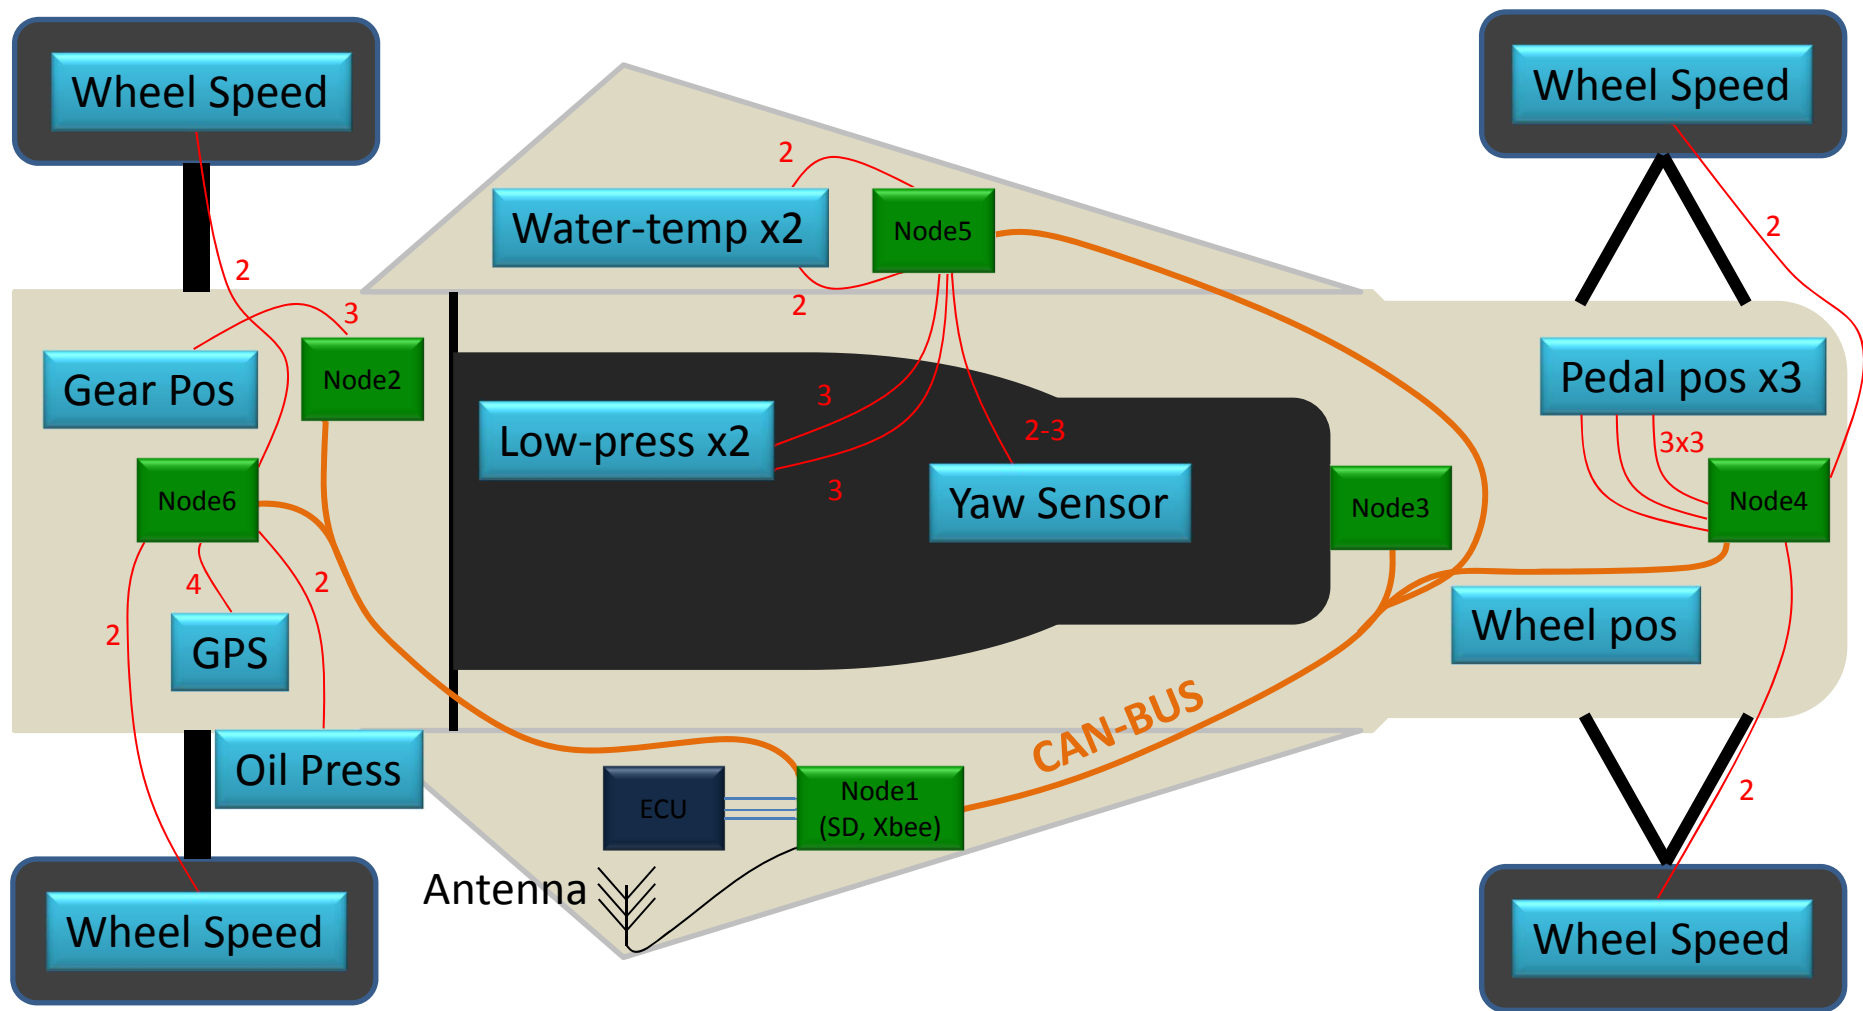 Wheel Speed
Wheel Speed
2
Water-temp x2
Node5
2
2
2
3
Gear Pos
Node2
Pedal pos x3
Low-press x2
3
2-3
3x3
3
Yaw Sensor
Node6
Node3
Node4
4
2
2
GPS
Wheel pos
CAN-BUS
Oil Press
ECU
Node1
(SD, Xbee)
2
Antenna
Wheel Speed
Wheel Speed